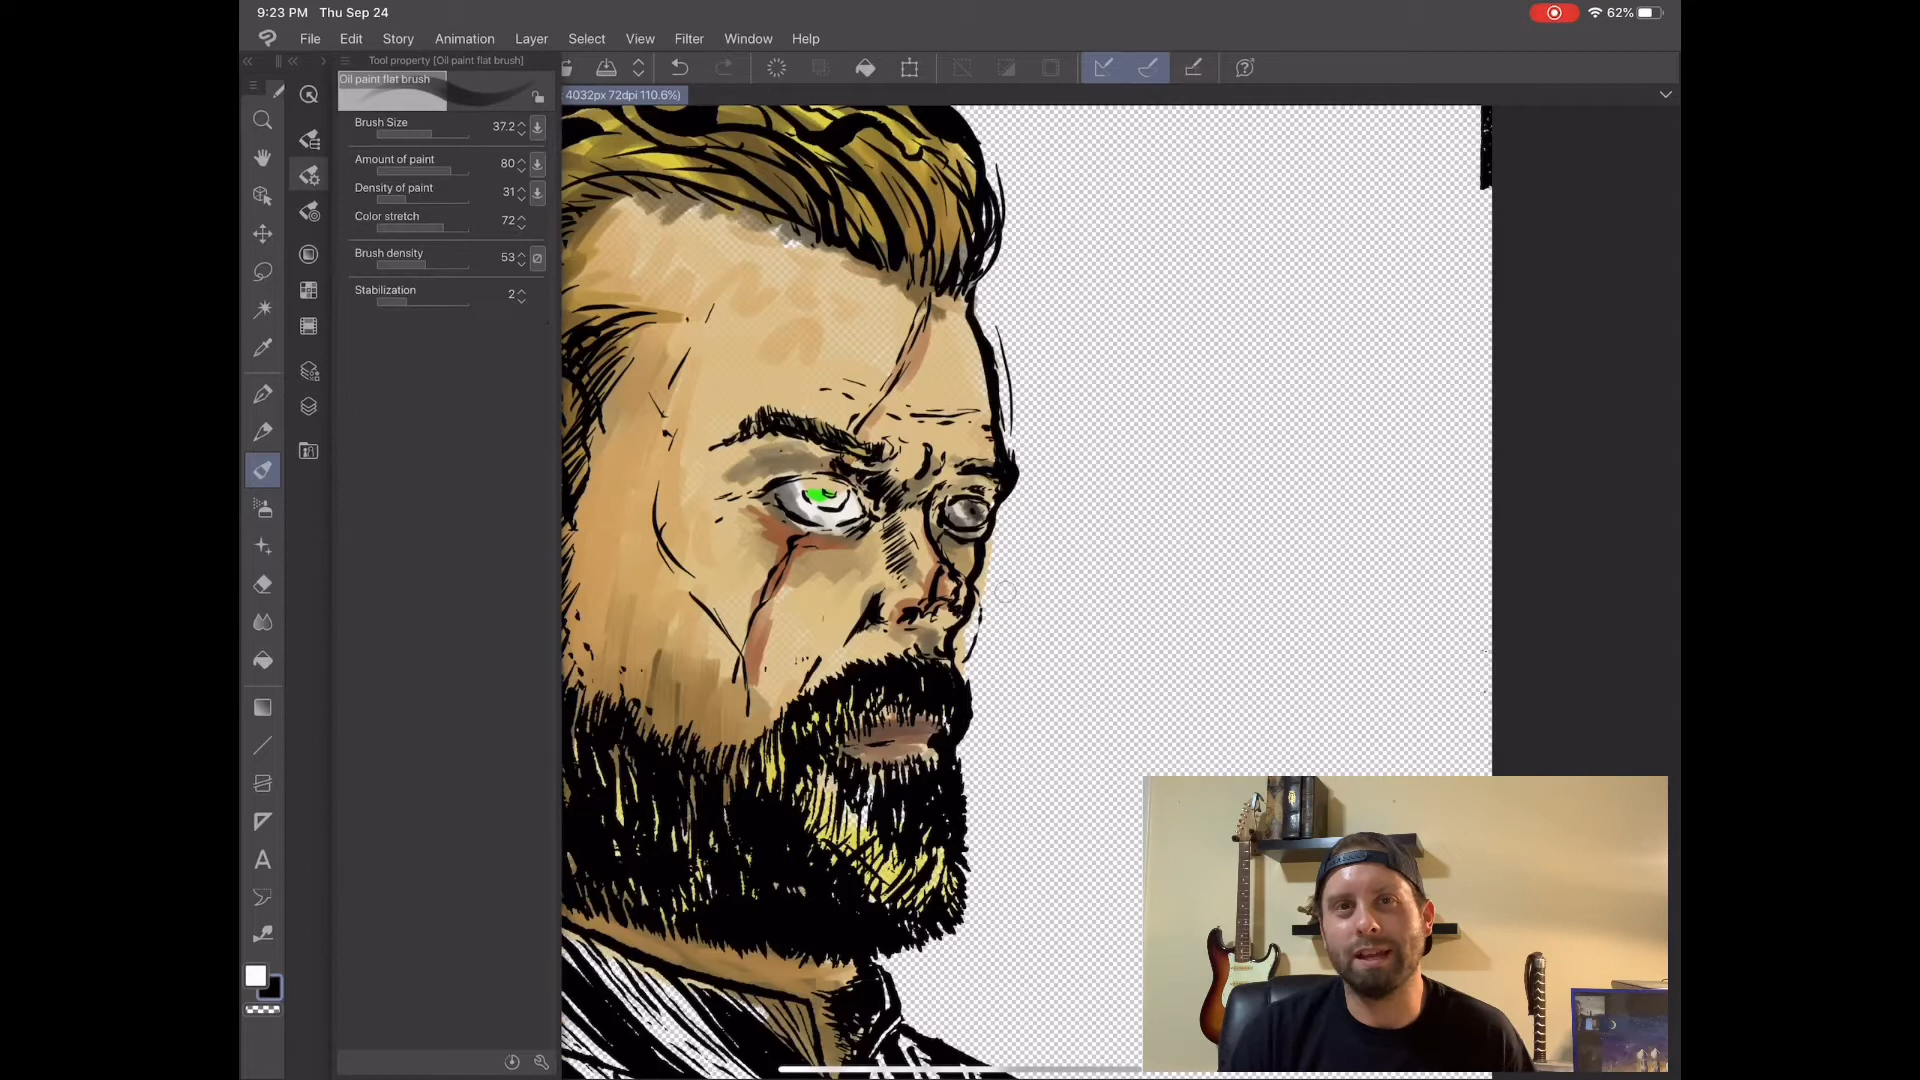 9:23 PM Thu Sep 24
62%
File Edit Story Animation Layer Select View Filter Window Help
Tool property [Oil paint flat brush]
Oil paint flat brush
4032px 72dpi 110.6%)
Brush Size 37.2
Amount of paint 80
Density of paint 31
Color stretch 72
Brush density 53
Stabilization 2